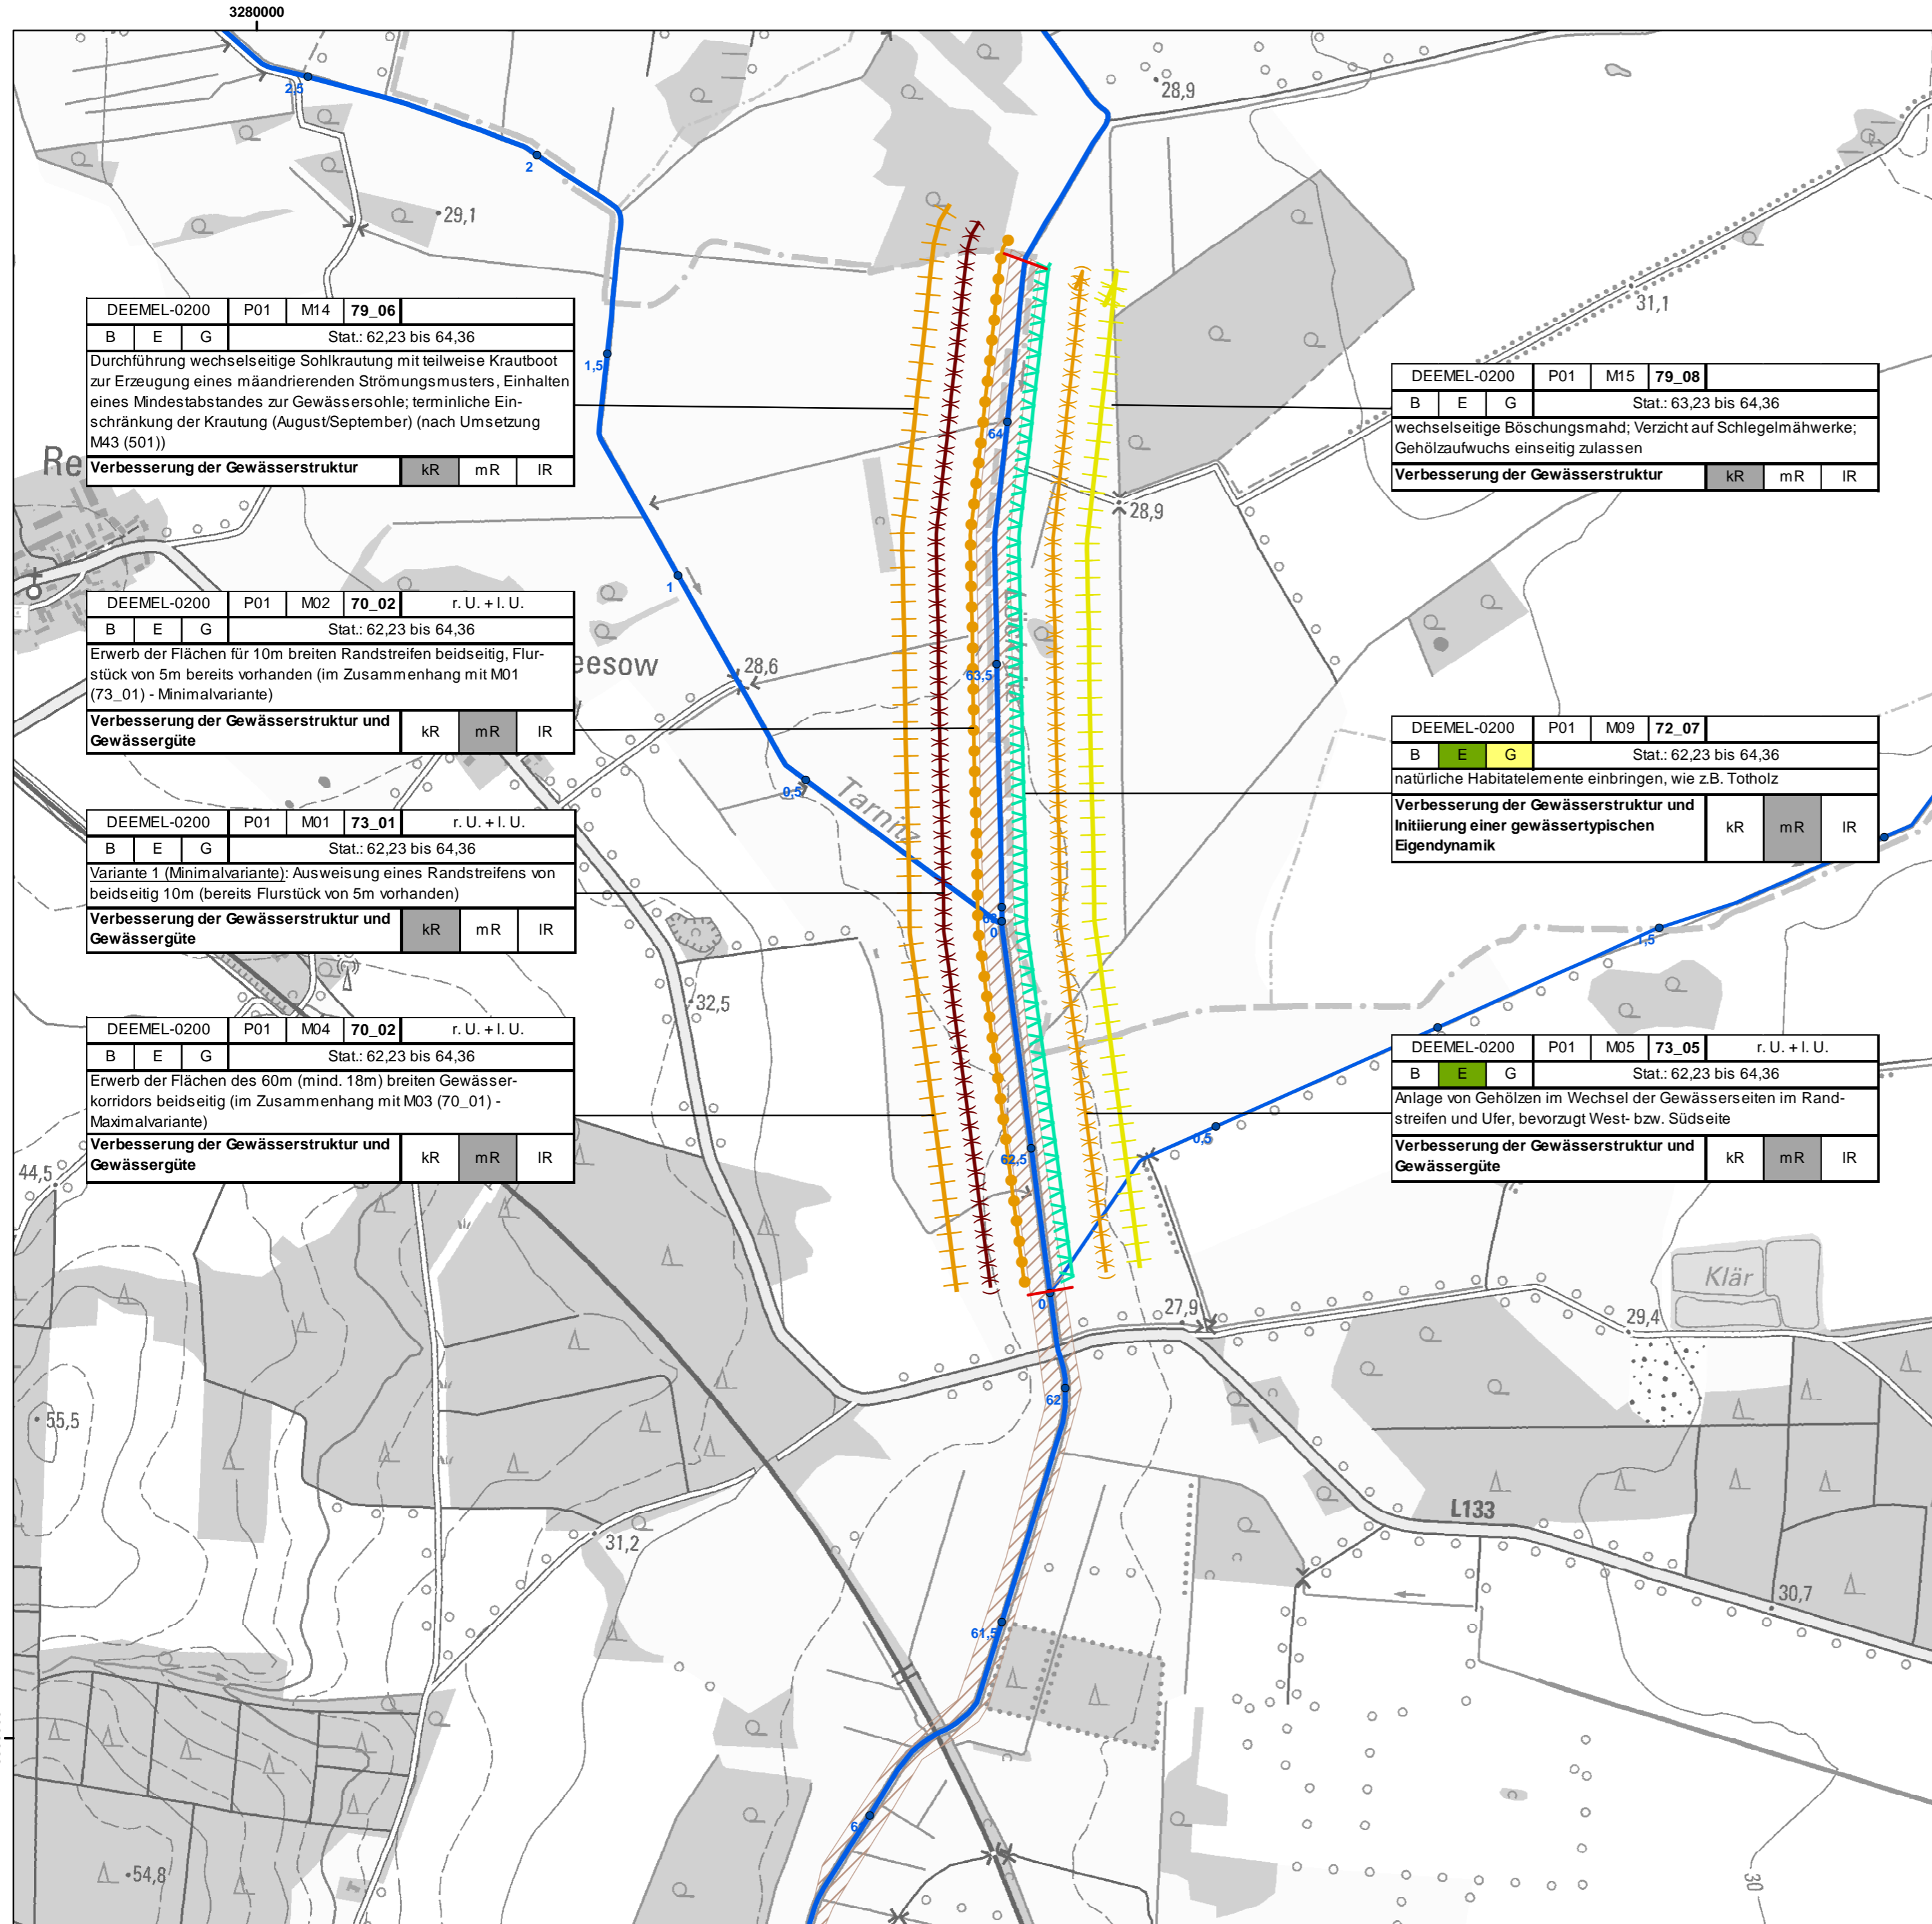 3280000
2,5
28,9
2
29,1
31,1
DEEMEL-0200 P01 M14 79_06
B E G Stat.: 62,23 bis 64,36
Durchführung wechselseitige Sohlkrautung mit teilweise Krautboot
zur Erzeugung eines mäandrierenden Strömungsmusters, Einhalten
eines Mindestabstandes zur Gewässersohle; terminliche Ein-
schränkung der Krautung (August/September) (nach Umsetzung
M43 (501))
Verbesserung der Gewässerstruktur kR mR lR
1,5
64
DEEMEL-0200 P01 M15 79_08
B E G Stat.: 63,23 bis 64,36
wechselseitige Böschungsmahd; Verzicht auf Schlegelmähwerke;
Gehölzaufwuchs einseitig zulassen
Verbesserung der Gewässerstruktur kR mR lR
Re
28,9
1
DEEMEL-0200 P01 M02 70_02 r. U. + l. U.
B E G Stat.: 62,23 bis 64,36
Erwerb der Flächen für 10m breiten Randstreifen beidseitig, Flur-
stück von 5m bereits vorhanden (im Zusammenhang mit M01
(73_01) - Minimalvariante)
Verbesserung der Gewässerstruktur und
Gewässergüte kR mR lR
eesow
28,6
63,5
DEEMEL-0200 P01 M09 72_07
B E G Stat.: 62,23 bis 64,36
natürliche Habitatelemente einbringen, wie z.B. Totholz
Verbesserung der Gewässerstruktur und
Initiierung einer gewässertypischen
Eigendynamik kR mR lR
0,5
Tarnitz
DEEMEL-0200 P01 M01 73_01 r. U. + l. U.
B E G Stat.: 62,23 bis 64,36
Variante 1 (Minimalvariante): Ausweisung eines Randstreifens von
beidseitig 10m (bereits Flurstück von 5m vorhanden)
Verbesserung der Gewässerstruktur und
Gewässergüte kR mR lR
63
0
1,5
32,5
DEEMEL-0200 P01 M04 70_02 r. U. + l. U.
B E G Stat.: 62,23 bis 64,36
Erwerb der Flächen des 60m (mind. 18m) breiten Gewässer-
korridors beidseitig (im Zusammenhang mit M03 (70_01) -
Maximalvariante)
Verbesserung der Gewässerstruktur und
Gewässergüte kR mR lR
DEEMEL-0200 P01 M05 73_05 r. U. + l. U.
B E G Stat.: 62,23 bis 64,36
Anlage von Gehölzen im Wechsel der Gewässerseiten im Rand-
streifen und Ufer, bevorzugt West- bzw. Südseite
Verbesserung der Gewässerstruktur und
Gewässergüte kR mR lR
0,5
62,5
44,5
Klär
0
27,9
29,4
62
55,5
L133
31,2
30,7
61,5
54,8
30